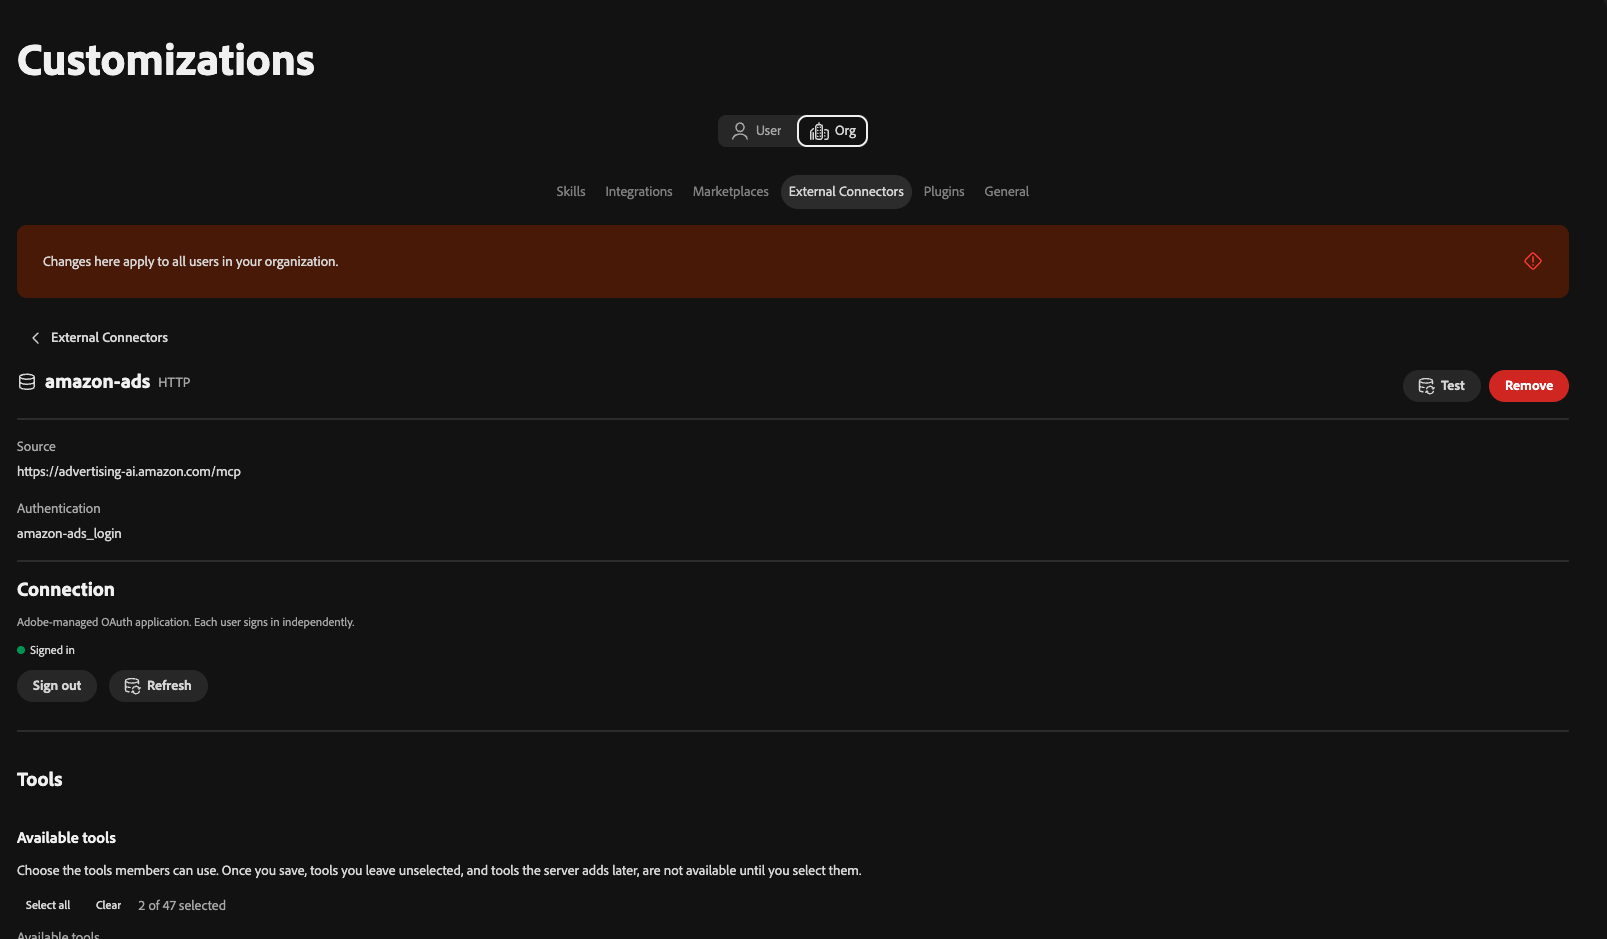 Customizations
User
Org
Skills
Integrations
Marketplaces
External Connectors
Plugins
General
Changes here apply to all users in your organization.
External Connectors
amazon-ads HTTP
Test
Remove
Source
https://advertising-ai.amazon.com/mcp
Authentication
amazon-ads_login
Connection
Adobe-managed OAuth application. Each user signs in independently.
Signed in
Sign out
Refresh
Tools
Available tools
Choose the tools members can use. Once you save, tools you leave unselected, and tools the server adds later, are not available until you select them.
Select all
Clear
2 of 47 selected
Available tools